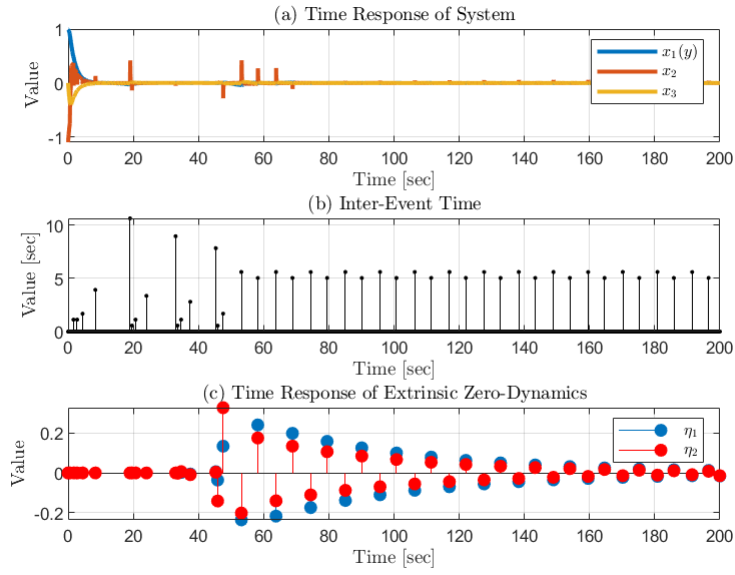 (a) Time Response of System
1
0
-1
Value
x₁(y)
x₂
x₃
0 20 40 60 80 100 120 140 160 180 200
Time [sec]
(b) Inter-Event Time
10
5
0
Value [sec]
0 20 40 60 80 100 120 140 160 180 200
Time [sec]
(c) Time Response of Extrinsic Zero-Dynamics
0.2
0
-0.2
Value
η₁
η₂
0 20 40 60 80 100 120 140 160 180 200
Time [sec]